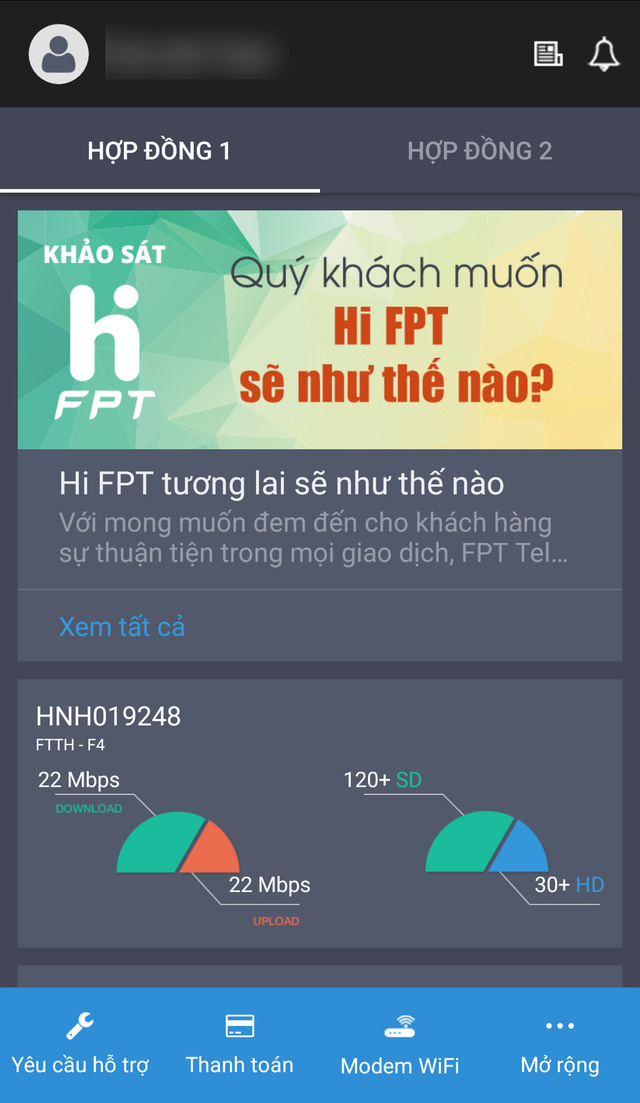 HỢP ĐỒNG 1
HỢP ĐỒNG 2
KHẢO SÁT
hi
FPT
Quý khách muốn
Hi FPT
sẽ như thế nào?
Hi FPT tương lai sẽ như thế nào
Với mong muốn đem đến cho khách hàng
sự thuận tiện trong mọi giao dịch, FPT Tel...
Xem tất cả
HNH019248
FTTH - F4
22 Mbps
DOWNLOAD
22 Mbps
UPLOAD
120+ SD
30+ HD
Yêu cầu hỗ trợ
Thanh toán
Modem WiFi
Mở rộng